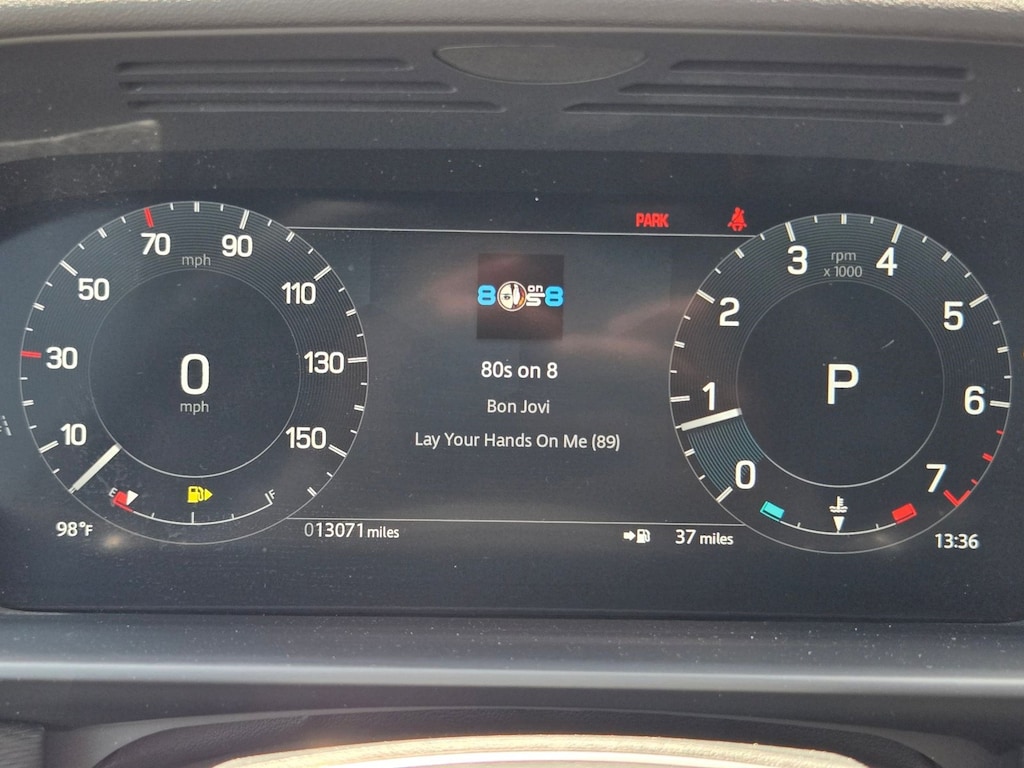 PARK
70
90
mph
50
110
30
130
0
mph
10
150
E
F
98°F
8 on 8
0s
80s on 8
Bon Jovi
Lay Your Hands On Me (89)
013071 miles
37 miles
3
rpm
x 1000
4
2
5
1
P
6
0
7
13:36